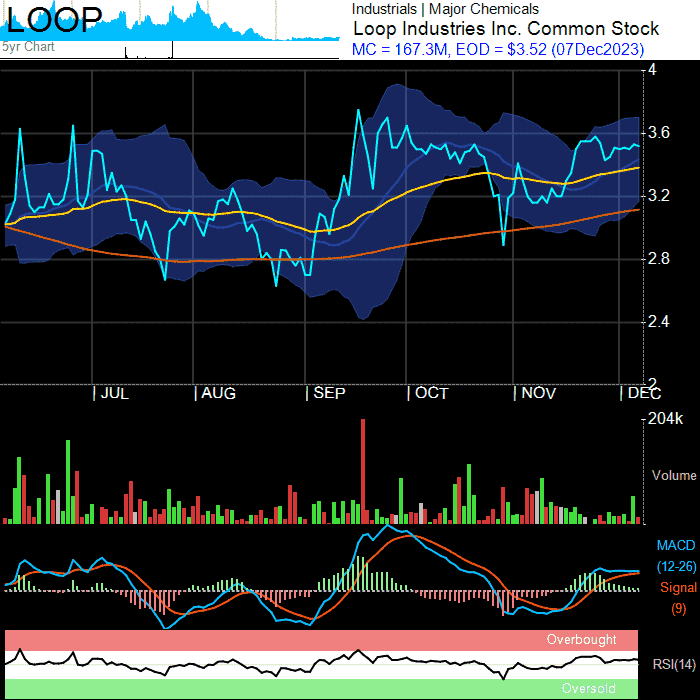 LOOP
5yr Chart
Industrials | Major Chemicals
Loop Industries Inc. Common Stock
MC = 167.3M, EOD = $3.52 (07Dec2023)
4
3.6
3.2
2.8
2.4
2
| JUL | AUG | SEP | OCT | NOV | DEC
204k
Volume
MACD
(12-26)
Signal
(9)
Overbought
RSI(14)
Oversold